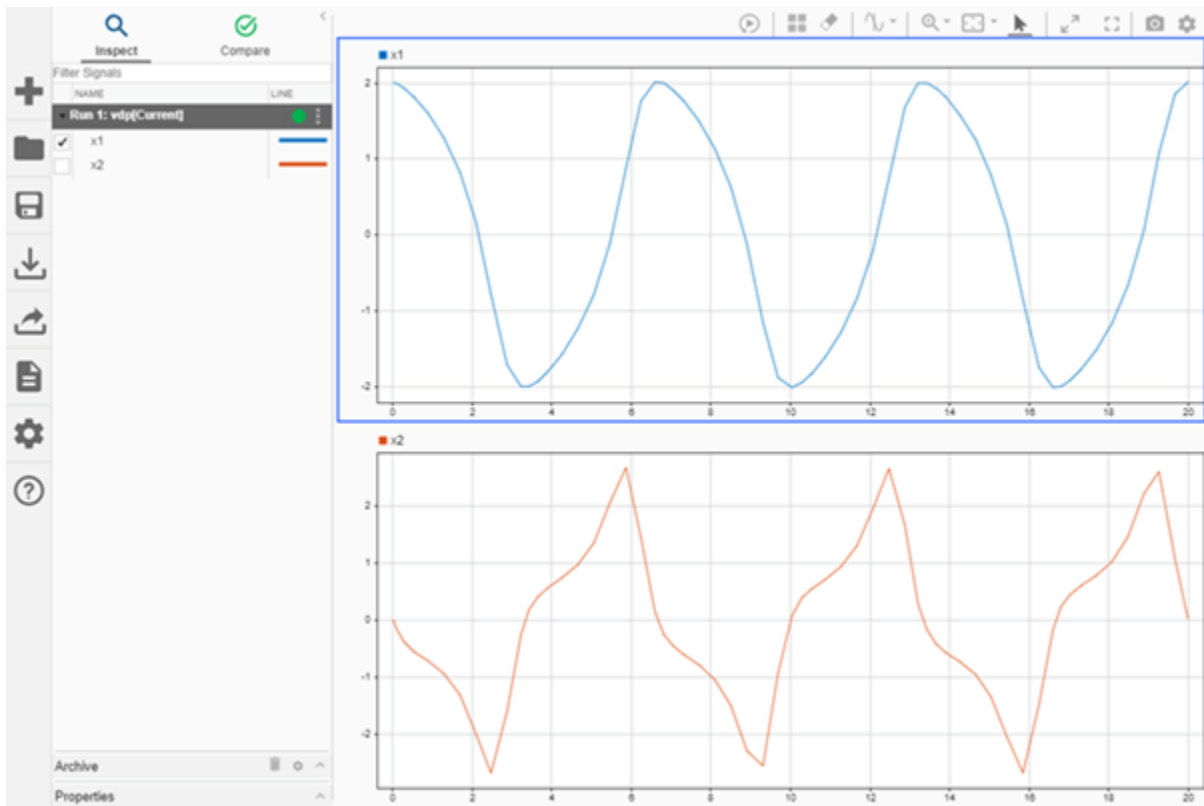 Inspect
Compare
Filter Signals
NAME LINE
Run 1: vdp[Current]
x1
x2
Archive
Properties
x1
2
1
0
-1
-2
0 2 4 6 8 10 12 14 16 18 20
x2
2
1
0
-1
-2
0 2 4 6 8 10 12 14 16 18 20